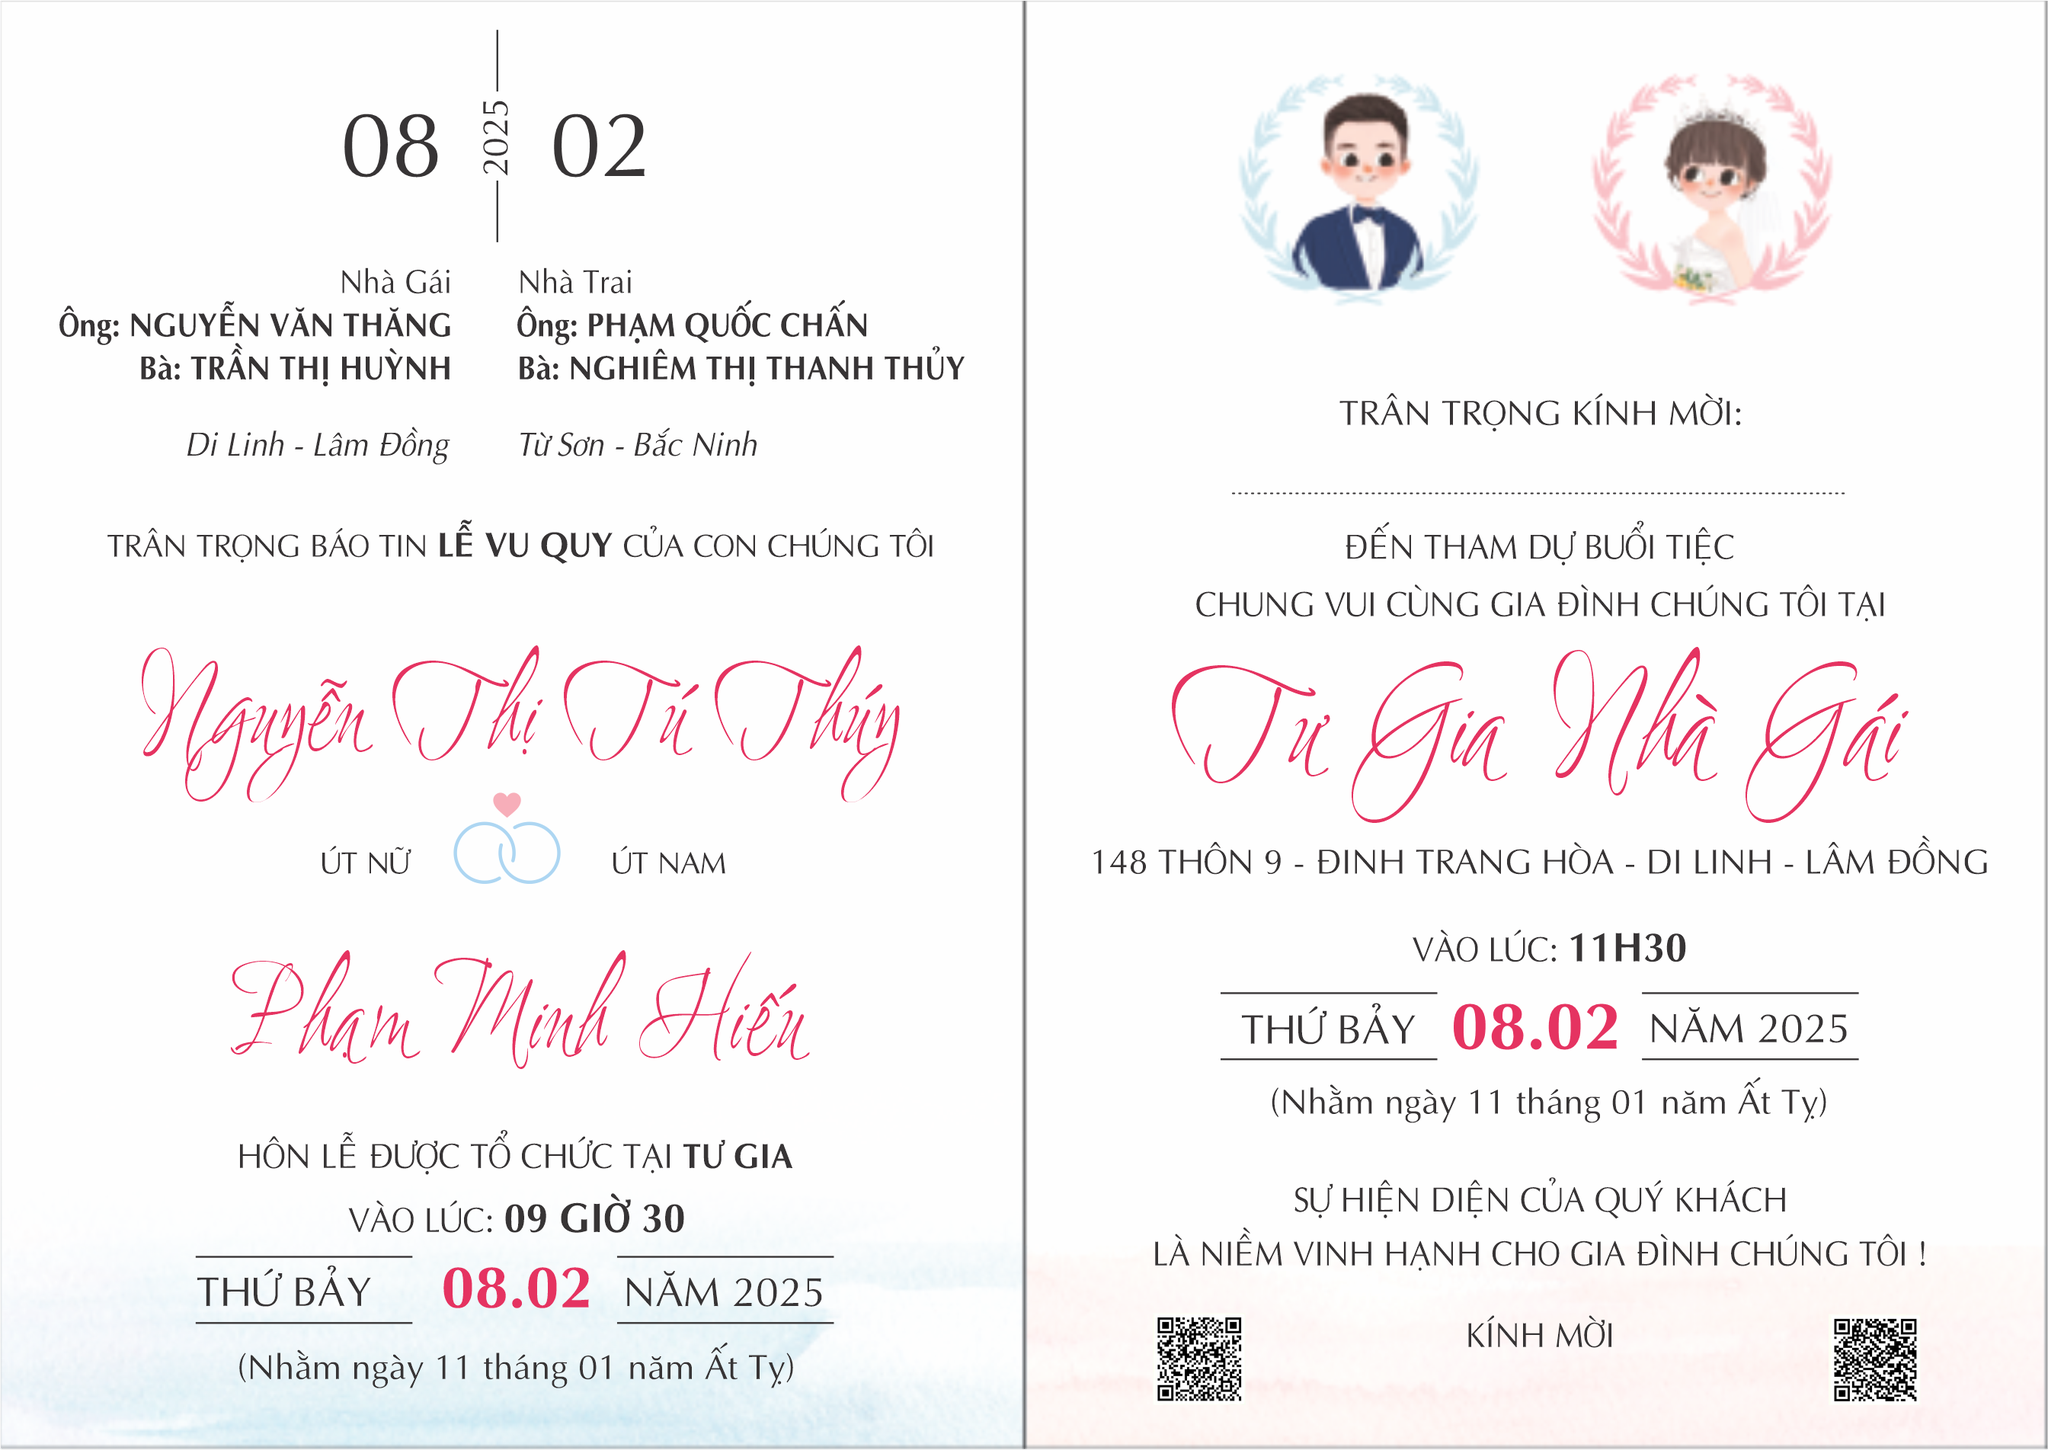 08 2025 02
Nhà Gái
Ông: NGUYỄN VĂN THĂNG
Bà: TRẦN THỊ HUỲNH
Di Linh - Lâm Đồng
Nhà Trai
Ông: PHẠM QUỐC CHẤN
Bà: NGHIÊM THỊ THANH THỦY
Từ Sơn - Bắc Ninh
TRÂN TRỌNG BÁO TIN LỄ VU QUY CỦA CON CHÚNG TÔI
Nguyễn Thị Tú Thúy
ÚT NỮ
ÚT NAM
Phạm Minh Hiếu
HÔN LỄ ĐƯỢC TỔ CHỨC TẠI TƯ GIA
VÀO LÚC: 09 GIỜ 30
THỨ BẢY 08.02 NĂM 2025
(Nhằm ngày 11 tháng 01 năm Ất Tỵ)
TRÂN TRỌNG KÍNH MỜI:
ĐẾN THAM DỰ BUỔI TIỆC
CHUNG VUI CÙNG GIA ĐÌNH CHÚNG TÔI TẠI
Tư Gia Nhà Gái
148 THÔN 9 - ĐINH TRANG HÒA - DI LINH - LÂM ĐỒNG
VÀO LÚC: 11H30
THỨ BẢY 08.02 NĂM 2025
(Nhằm ngày 11 tháng 01 năm Ất Tỵ)
SỰ HIỆN DIỆN CỦA QUÝ KHÁCH
LÀ NIỀM VINH HẠNH CHO GIA ĐÌNH CHÚNG TÔI !
KÍNH MỜI